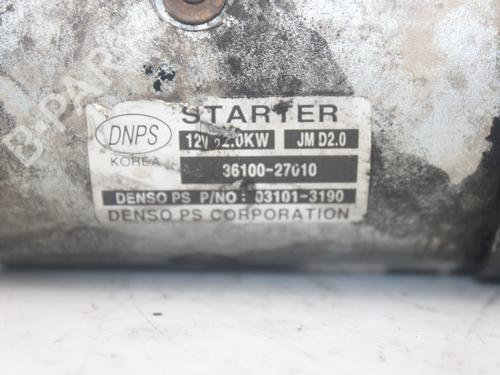 STARTER
DNPS
12V 2.0KW JM D2.0
KOREA
36100-27010
DENSO PS P/NO : 03101-3190
DENSO PS CORPORATION
B-PARTS